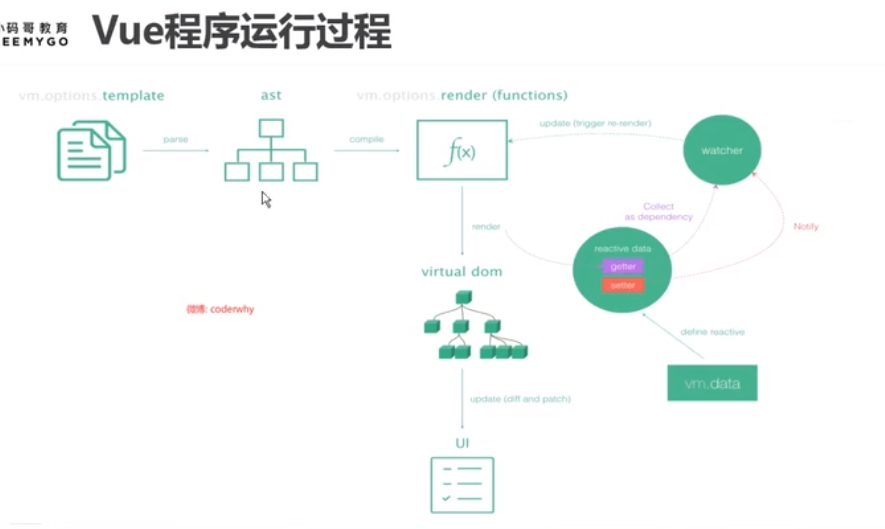 小码哥教育
EEMYGO
Vue程序运行过程
vm.options.template
ast
vm.options.render (functions)
parse
compile
f(x)
update (trigger re-render)
watcher
Collect
as dependency
Notify
render
reactive data
getter
setter
virtual dom
微博: coderwhy
define reactive
vm.data
update (diff and patch)
UI